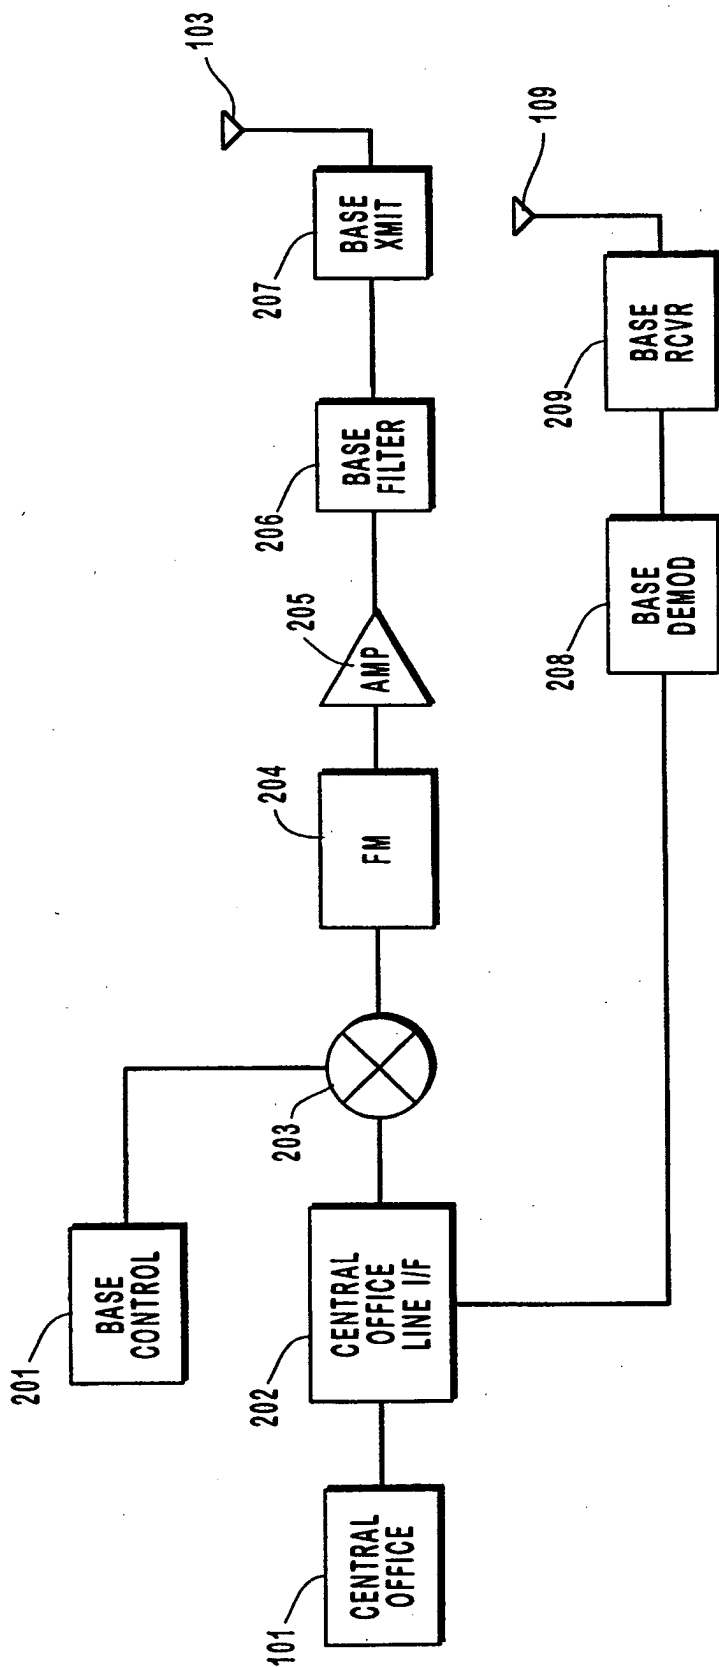 103
207
BASE
XMIT
109
206
BASE
FILTER
209
BASE
RCVR
205
AMP
208
BASE
DEMOD
204
FM
203
201
BASE
CONTROL
202
CENTRAL
OFFICE
LINE I/F
101
CENTRAL
OFFICE